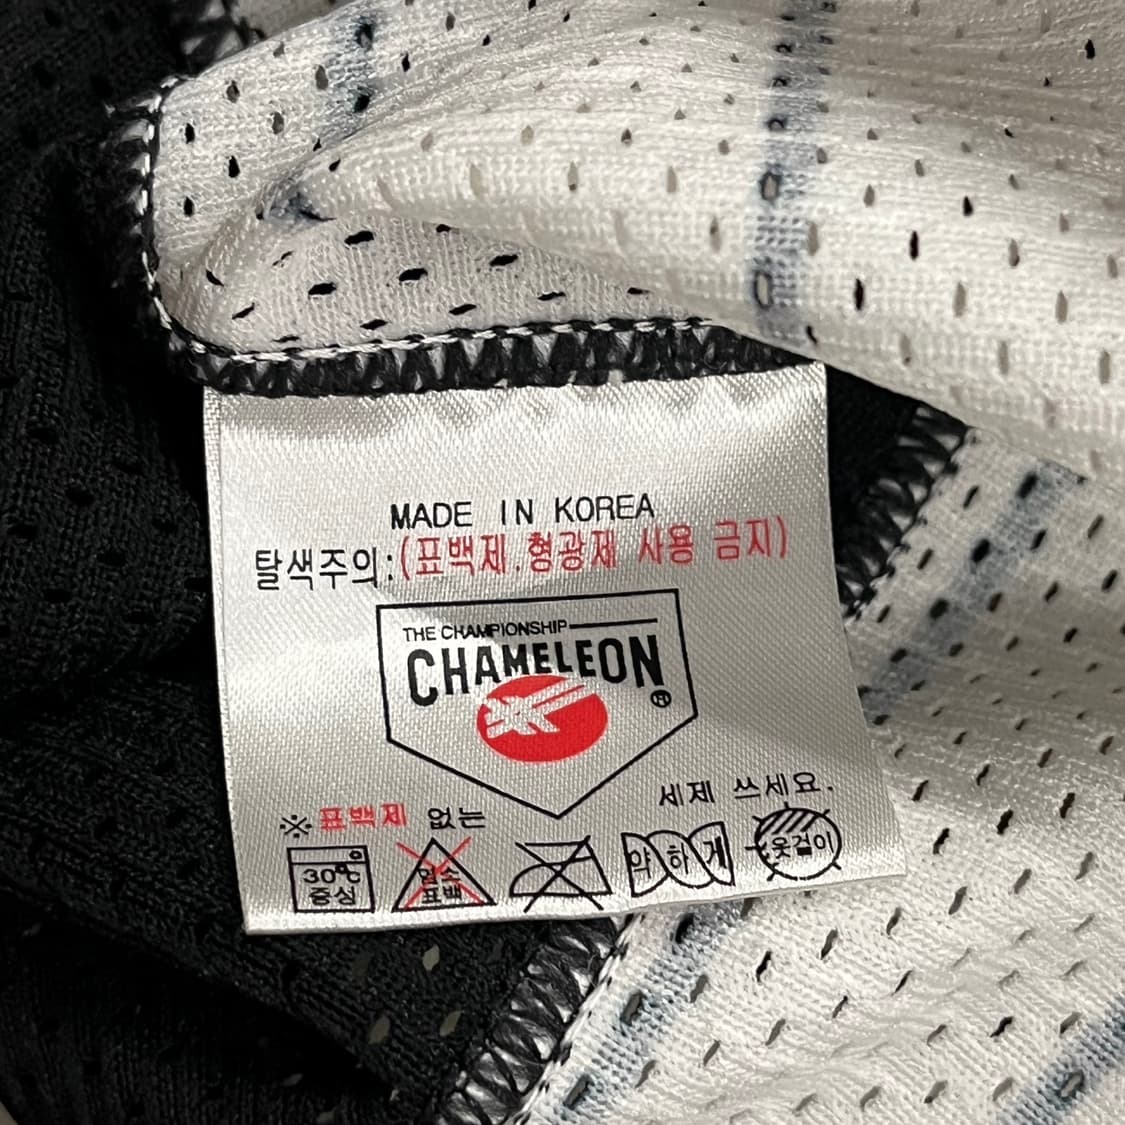 MADE IN KOREA
탈색주의:(표백제.형광제 사용 금지)
THE CHAMPIONSHIP
CHAMELEON
®
※표백제 없는 세제 쓰세요.
30℃
중성
염소
표백
약하게
옷걸이